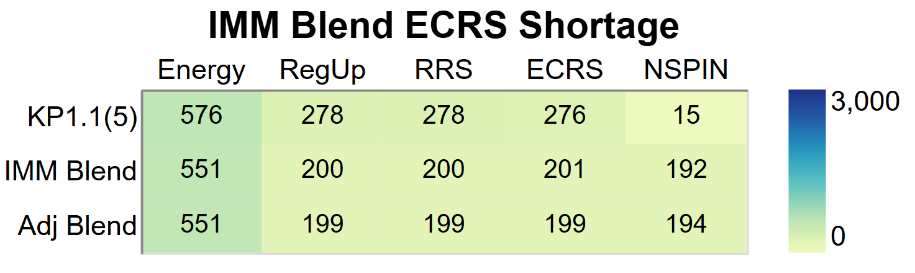 IMM Blend ECRS Shortage
Energy RegUp RRS ECRS NSPIN
KP1.1(5) 576 278 278 276 15
IMM Blend 551 200 200 201 192
Adj Blend 551 199 199 199 194
3,000
0